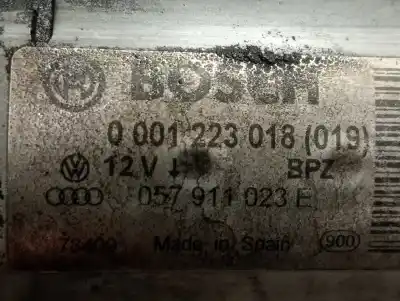 BOSCH
0 001 223 018 (019)
12 V BPZ
057 911 023 E
Made in Spain 900